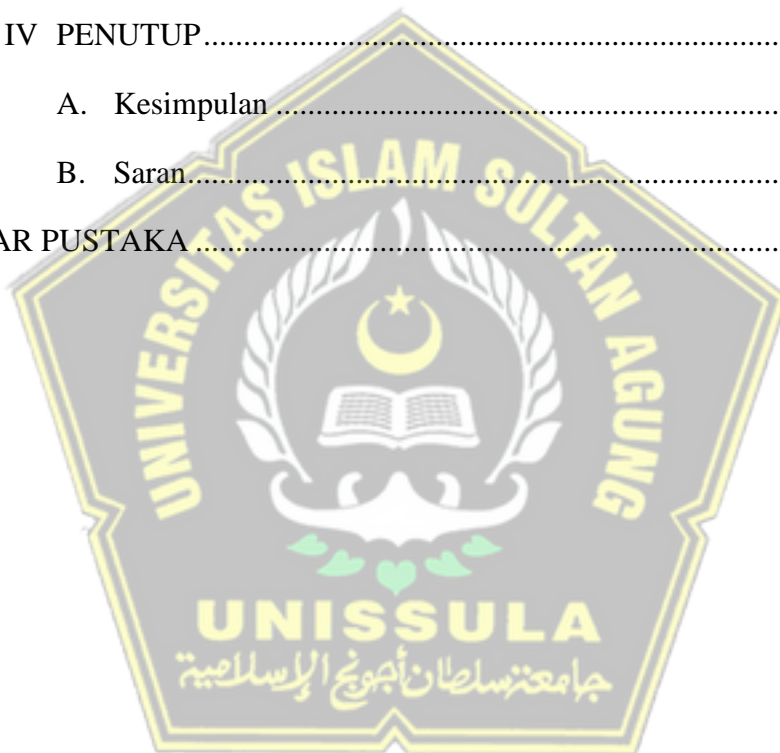 IV PENUTUP........................................................................
A. Kesimpulan ...............................................................
B. Saran..........................................................................
AR PUSTAKA .........................................................................
UNIVERSITAS ISLAM SULTAN AGUNG
UNISSULA
جامعة سلطان أجونج الإسلامية